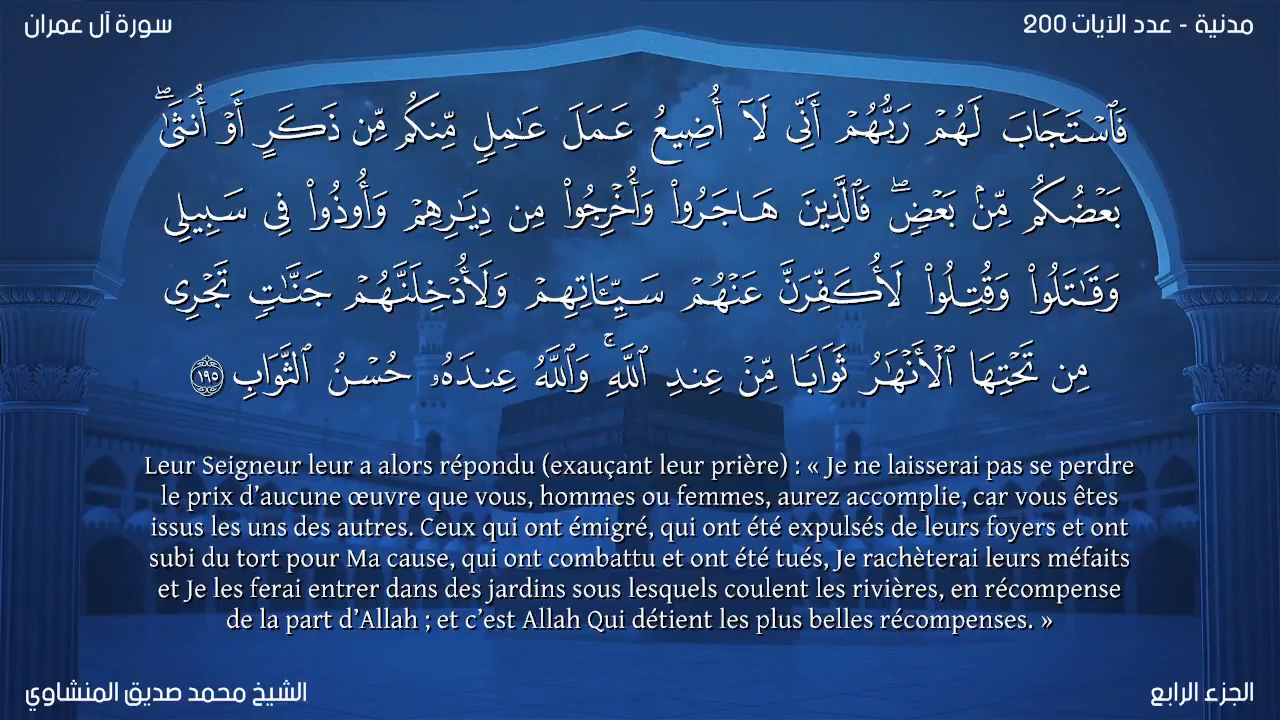 مدنية - عدد الآيات 200
سورة آل عمران
فَٱسۡتَجَابَ لَهُمۡ رَبُّهُمۡ أَنِّي لَآ أُضِيعُ عَمَلَ عَٰمِلٖ مِّنكُم مِّن ذَكَرٍ أَوۡ أُنثَىٰۖ
بَعۡضُكُم مِّنۢ بَعۡضٖۖ فَٱلَّذِينَ هَاجَرُواْ وَأُخۡرِجُواْ مِن دِيَٰرِهِمۡ وَأُوذُواْ فِي سَبِيلِي
وَقَٰتَلُواْ وَقُتِلُواْ لَأُكَفِّرَنَّ عَنۡهُمۡ سَيِّـَٔاتِهِمۡ وَلَأُدۡخِلَنَّهُمۡ جَنَّٰتٖ تَجۡرِي
مِن تَحۡتِهَا ٱلۡأَنۡهَٰرُ ثَوَابٗا مِّنۡ عِندِ ٱللَّهِۚ وَٱللَّهُ عِندَهُۥ حُسۡنُ ٱلثَّوَابِ ١٩٥
Leur Seigneur leur a alors répondu (exauçant leur prière) : « Je ne laisserai pas se perdre
le prix d’aucune œuvre que vous, hommes ou femmes, aurez accomplie, car vous êtes
issus les uns des autres. Ceux qui ont émigré, qui ont été expulsés de leurs foyers et ont
subi du tort pour Ma cause, qui ont combattu et ont été tués, Je rachèterai leurs méfaits
et Je les ferai entrer dans des jardins sous lesquels coulent les rivières, en récompense
de la part d’Allah ; et c’est Allah Qui détient les plus belles récompenses. »
الجزء الرابع
الشيخ محمد صديق المنشاوي